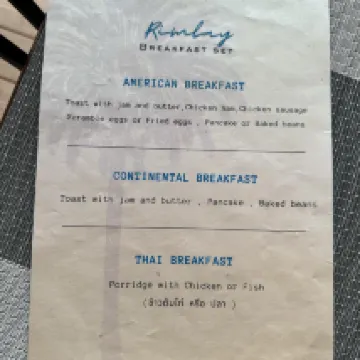 Rimlay
BREAKFAST SET
AMERICAN BREAKFAST
Toast with jam and butter,Chicken Ham,Chicken sausage
Scramble eggs or Fried eggs , Pancake or Baked beans
CONTINENTAL BREAKFAST
Toast with jam and butter , Pancake , Baked beans
THAI BREAKFAST
Porridge with Chicken or Fish
(ข้าวต้มไก่ หรือ ปลา )